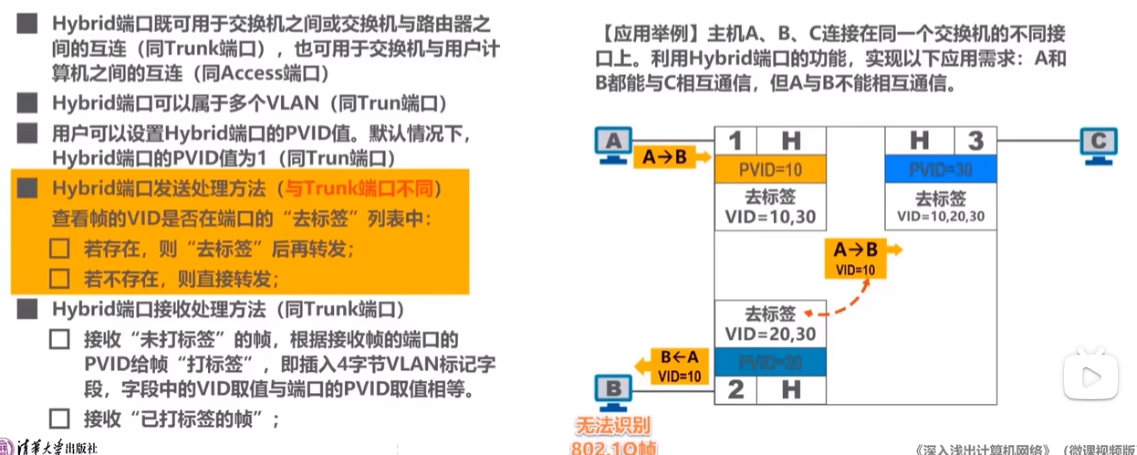 Hybrid端口既可用于交换机之间或交换机与路由器之
间的互连（同Trunk端口），也可用于交换机与用户计
算机之间的互连（同Access端口）
Hybrid端口可以属于多个VLAN（同Trun端口）
用户可以设置Hybrid端口的PVID值。默认情况下，
Hybrid端口的PVID值为1（同Trun端口）
Hybrid端口发送处理方法（与Trunk端口不同）
查看帧的VID是否在端口的“去标签”列表中：
若存在，则“去标签”后再转发；
若不存在，则直接转发；
Hybrid端口接收处理方法（同Trunk端口）
接收“未打标签”的帧，根据接收帧的端口的
PVID给帧“打标签”，即插入4字节VLAN标记字
段，字段中的VID取值与端口的PVID取值相等。
接收“已打标签的帧”；
清华大学出版社
【应用举例】主机A、B、C连接在同一个交换机的不同接
口上。利用Hybrid端口的功能，实现以下应用需求：A和
B都能与C相互通信，但A与B不能相互通信。
A
A→B
1 H
PVID=10
去标签
VID=10,30
H 3
PVID=30
去标签
VID=10,20,30
C
A→B
VID=10
去标签
VID=20,30
PVID=20
2 H
B←A
VID=10
B
无法识别
802.1Q帧
《深入浅出计算机网络》（微课视频版